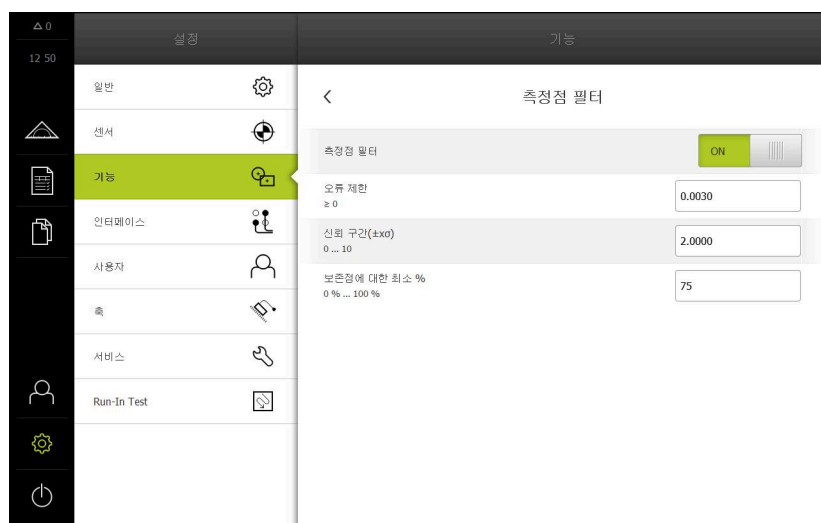 △ 0
12 50
설정
기능
일반
센서
기능
인터페이스
사용자
축
서비스
Run-In Test
측정점 필터
측정점 필터
ON
오류 제한
≥ 0
0.0030
신뢰 구간(±xσ)
0 ... 10
2.0000
보존정에 대한 최소 %
0 % ... 100 %
75